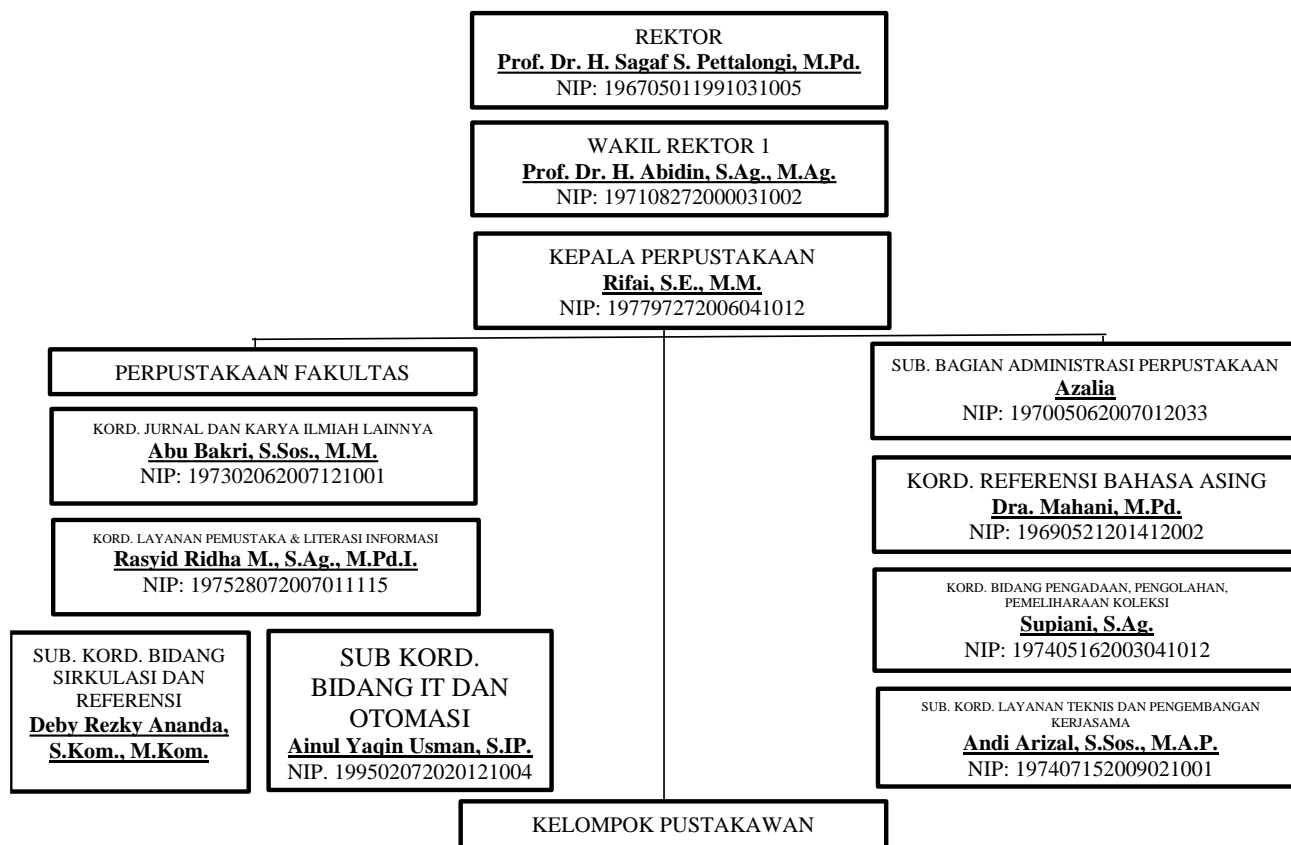 REKTOR
Prof. Dr. H. Sagaf S. Pettalongi, M.Pd.
NIP: 196705011991031005
WAKIL REKTOR 1
Prof. Dr. H. Abidin, S.Ag., M.Ag.
NIP: 197108272000031002
KEPALA PERPUSTAKAAN
Rifai, S.E., M.M.
NIP: 197797272006041012
PERPUSTAKAAN FAKULTAS
KORD. JURNAL DAN KARYA ILMIAH LAINNYA
Abu Bakri, S.Sos., M.M.
NIP: 197302062007121001
KORD. LAYANAN PEMUSTAKA & LITERASI INFORMASI
Rasyid Ridha M., S.Ag., M.Pd.I.
NIP: 197528072007011115
SUB. KORD. BIDANG
SIRKULASI DAN
REFERENSI
Deby Rezky Ananda,
S.Kom., M.Kom.
SUB KORD.
BIDANG IT DAN
OTOMASI
Ainul Yaqin Usman, S.IP.
NIP. 199502072020121004
SUB. BAGIAN ADMINISTRASI PERPUSTAKAAN
Azalia
NIP: 197005062007012033
KORD. REFERENSI BAHASA ASING
Dra. Mahani, M.Pd.
NIP: 19690521201412002
KORD. BIDANG PENGADAAN, PENGOLAHAN,
PEMELIHARAAN KOLEKSI
Supiani, S.Ag.
NIP: 197405162003041012
SUB. KORD. LAYANAN TEKNIS DAN PENGEMBANGAN
KERJASAMA
Andi Arizal, S.Sos., M.A.P.
NIP: 197407152009021001
KELOMPOK PUSTAKAWAN